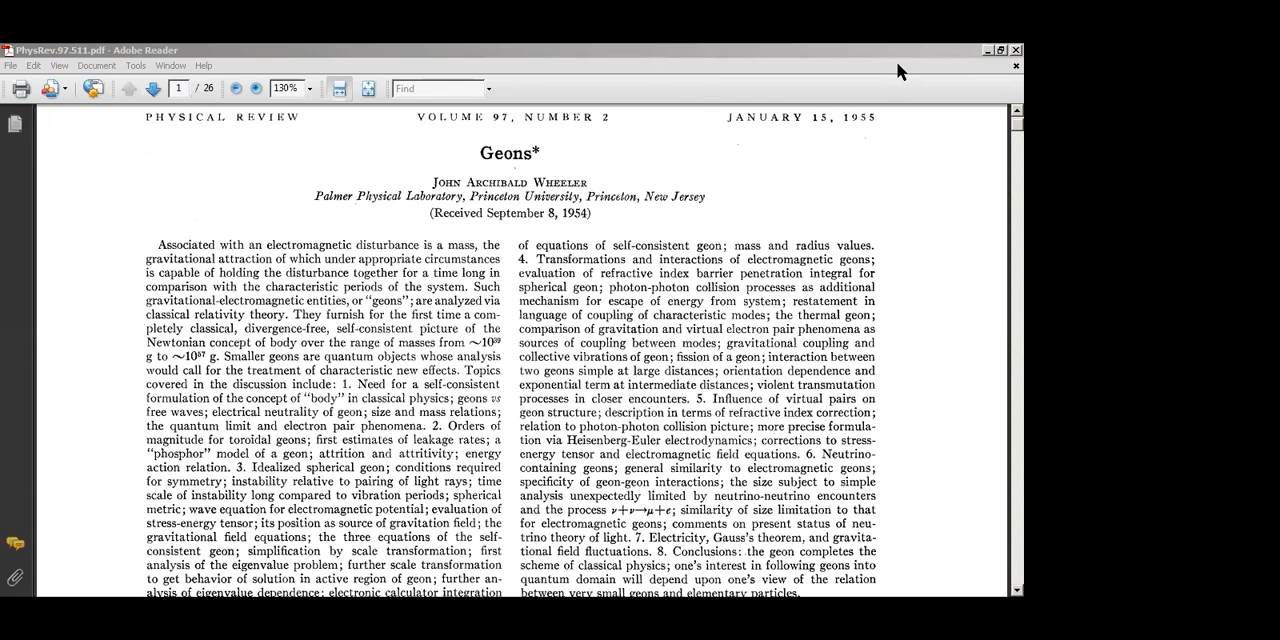 PhysRev.97.511.pdf - Adobe Reader
File Edit View Document Tools Window Help
1 / 26 130% Find
PHYSICAL REVIEW VOLUME 97, NUMBER 2 JANUARY 15, 1955
Geons*
JOHN ARCHIBALD WHEELER
Palmer Physical Laboratory, Princeton University, Princeton, New Jersey
(Received September 8, 1954)
Associated with an electromagnetic disturbance is a mass, the
gravitational attraction of which under appropriate circumstances
is capable of holding the disturbance together for a time long in
comparison with the characteristic periods of the system. Such
gravitational-electromagnetic entities, or "geons"; are analyzed via
classical relativity theory. They furnish for the first time a com-
pletely classical, divergence-free, self-consistent picture of the
Newtonian concept of body over the range of masses from ∼10³⁹
g to ∼10⁵⁷ g. Smaller geons are quantum objects whose analysis
would call for the treatment of characteristic new effects. Topics
covered in the discussion include: 1. Need for a self-consistent
formulation of the concept of "body" in classical physics; geons vs
free waves; electrical neutrality of geon; size and mass relations;
the quantum limit and electron pair phenomena. 2. Orders of
magnitude for toroidal geons; first estimates of leakage rates; a
"phosphor" model of a geon; attrition and attritivity; energy
action relation. 3. Idealized spherical geon; conditions required
for symmetry; instability relative to pairing of light rays; time
scale of instability long compared to vibration periods; spherical
metric; wave equation for electromagnetic potential; evaluation of
stress-energy tensor; its position as source of gravitation field; the
gravitational field equations; the three equations of the self-
consistent geon; simplification by scale transformation; first
analysis of the eigenvalue problem; further scale transformation
to get behavior of solution in active region of geon; further an-
alysis of eigenvalue dependence; electronic calculator integration
of equations of self-consistent geon; mass and radius values.
4. Transformations and interactions of electromagnetic geons;
evaluation of refractive index barrier penetration integral for
spherical geon; photon-photon collision processes as additional
mechanism for escape of energy from system; restatement in
language of coupling of characteristic modes; the thermal geon;
comparison of gravitation and virtual electron pair phenomena as
sources of coupling between modes; gravitational coupling and
collective vibrations of geon; fission of a geon; interaction between
two geons simple at large distances; orientation dependence and
exponential term at intermediate distances; violent transmutation
processes in closer encounters. 5. Influence of virtual pairs on
geon structure; description in terms of refractive index correction;
relation to photon-photon collision picture; more precise formula-
tion via Heisenberg-Euler electrodynamics; corrections to stress-
energy tensor and electromagnetic field equations. 6. Neutrino-
containing geons; general similarity to electromagnetic geons;
specificity of geon-geon interactions; the size subject to simple
analysis unexpectedly limited by neutrino-neutrino encounters
and the process ν+ν→μ+e; similarity of size limitation to that
for electromagnetic geons; comments on present status of neu-
trino theory of light. 7. Electricity, Gauss's theorem, and gravita-
tional field fluctuations. 8. Conclusions: the geon completes the
scheme of classical physics; one's interest in following geons into
quantum domain will depend upon one's view of the relation
between very small geons and elementary particles.